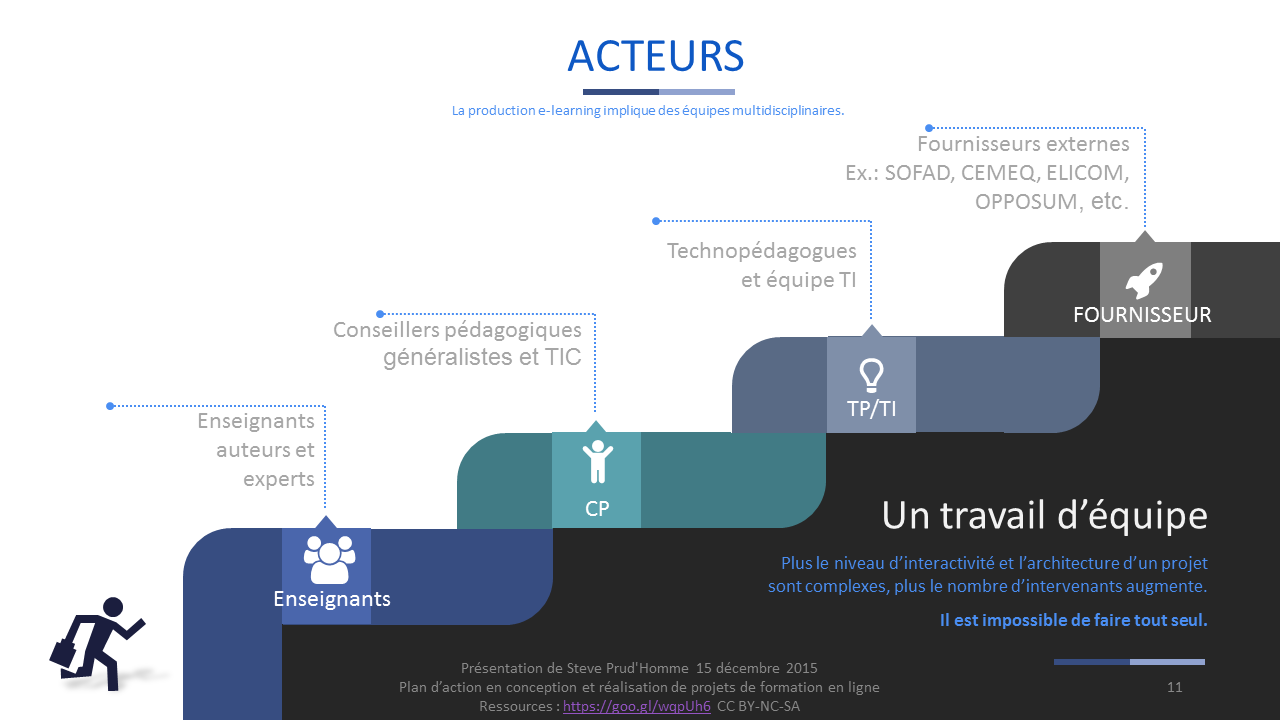 ACTEURS
La production e-learning implique des équipes multidisciplinaires.
Fournisseurs externes
Ex.: SOFAD, CEMEQ, ELICOM,
OPPOSUM, etc.
Technopédagogues
et équipe TI
FOURNISSEUR
Conseillers pédagogiques
généralistes et TIC
TP/TI
Enseignants
auteurs et
experts
CP
Enseignants
Un travail d’équipe
Plus le niveau d’interactivité et l’architecture d’un projet
sont complexes, plus le nombre d’intervenants augmente.
Il est impossible de faire tout seul.
Présentation de Steve Prud'Homme 15 décembre 2015
Plan d’action en conception et réalisation de projets de formation en ligne
Ressources : https://goo.gl/wqpUh6 CC BY-NC-SA
11